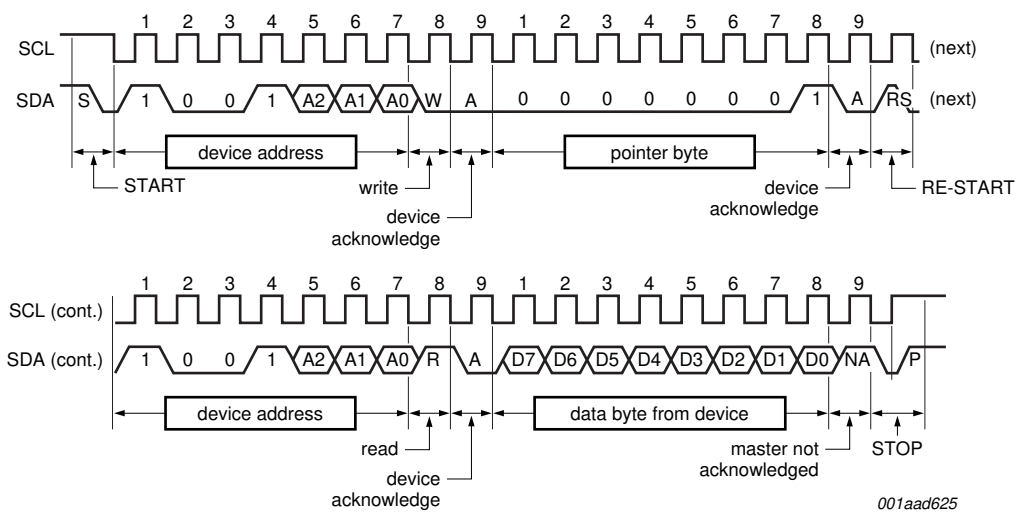 1 2 3 4 5 6 7 8 9 1 2 3 4 5 6 7 8 9
SCL (next)
SDA S 1 0 0 1 A2 A1 A0 W A 0 0 0 0 0 0 0 1 A RS (next)
device address pointer byte
START write device RE-START
device acknowledge
acknowledge
1 2 3 4 5 6 7 8 9 1 2 3 4 5 6 7 8 9
SCL (cont.)
SDA (cont.) 1 0 0 1 A2 A1 A0 R A D7 D6 D5 D4 D3 D2 D1 D0 NA P
device address data byte from device
read master not STOP
device acknowledged
acknowledge
001aad625